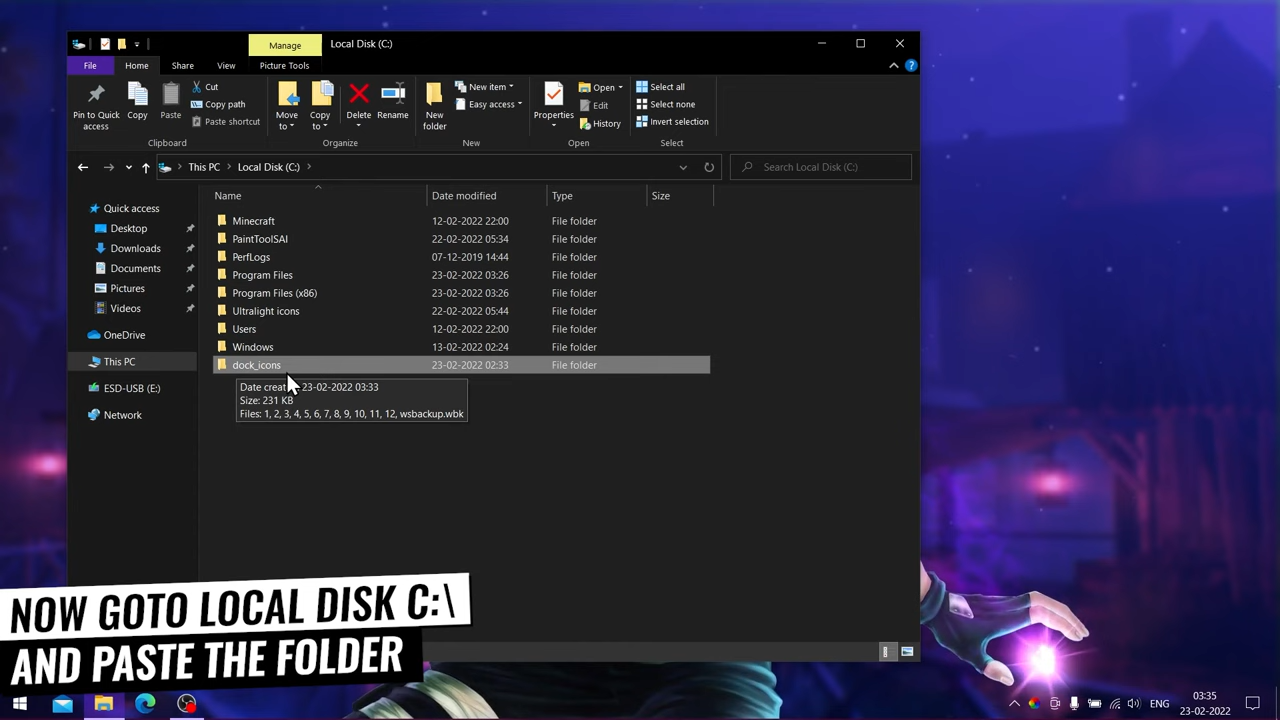 Manage
Local Disk (C:)
File
Home
Share
View
Picture Tools
Pin to Quick
access
Copy
Paste
Cut
Copy path
Paste shortcut
Clipboard
Move
to
Copy
to
Delete
Rename
Organize
New
folder
New item
Easy access
New
Properties
Open
Edit
History
Open
Select all
Select none
Invert selection
Select
This PC
Local Disk (C:)
Search Local Disk (C:)
Quick access
Desktop
Downloads
Documents
Pictures
Videos
OneDrive
This PC
ESD-USB (E:)
Network
Name Date modified Type Size
Minecraft 12-02-2022 22:00 File folder
PaintToolSAI 22-02-2022 05:34 File folder
PerfLogs 07-12-2019 14:44 File folder
Program Files 23-02-2022 03:26 File folder
Program Files (x86) 23-02-2022 03:26 File folder
Ultralight icons 22-02-2022 05:44 File folder
Users 12-02-2022 22:00 File folder
Windows 13-02-2022 02:24 File folder
dock_icons 23-02-2022 02:33 File folder
Date creat 23-02-2022 03:33
Size: 231 KB
Files: 1, 2, 3, 4, 5, 6, 7, 8, 9, 10, 11, 12, wsbackup.wbk
NOW GOTO LOCAL DISK C:\
AND PASTE THE FOLDER
ENG
03:35
23-02-2022